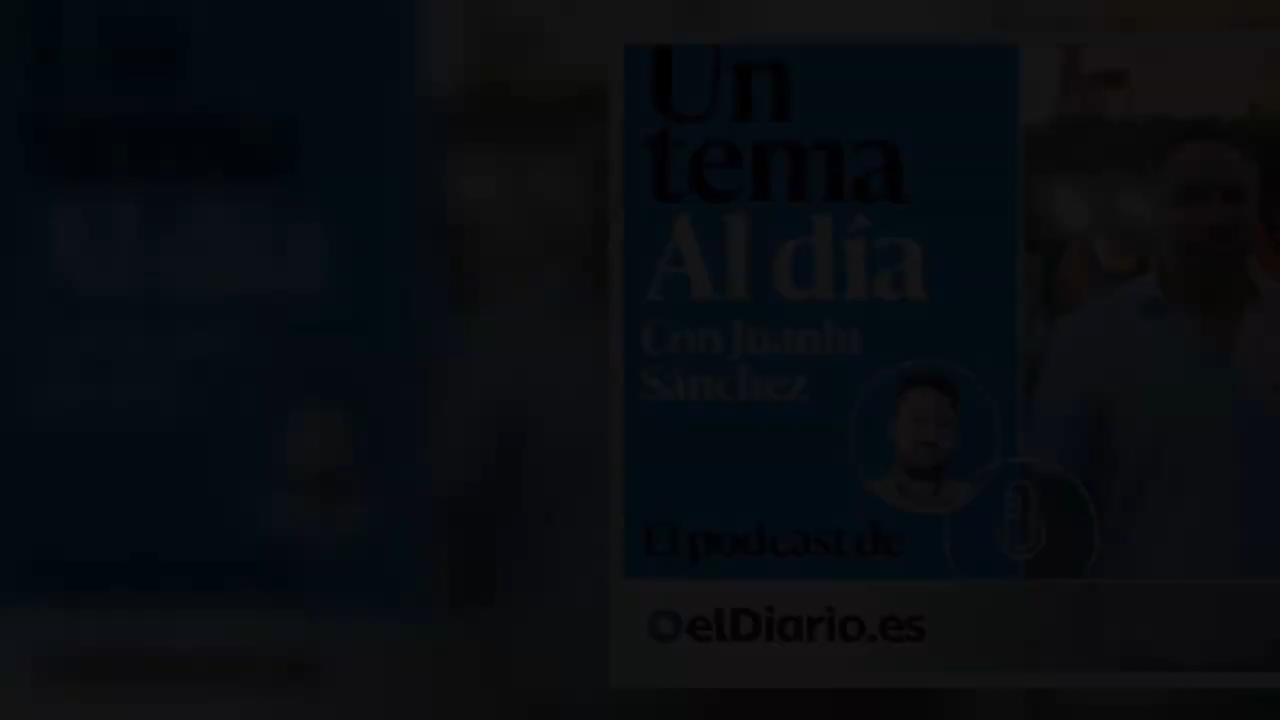 Un
tema
Al día
Con Juanlu
Sánchez
El podcast de
elDiario.es